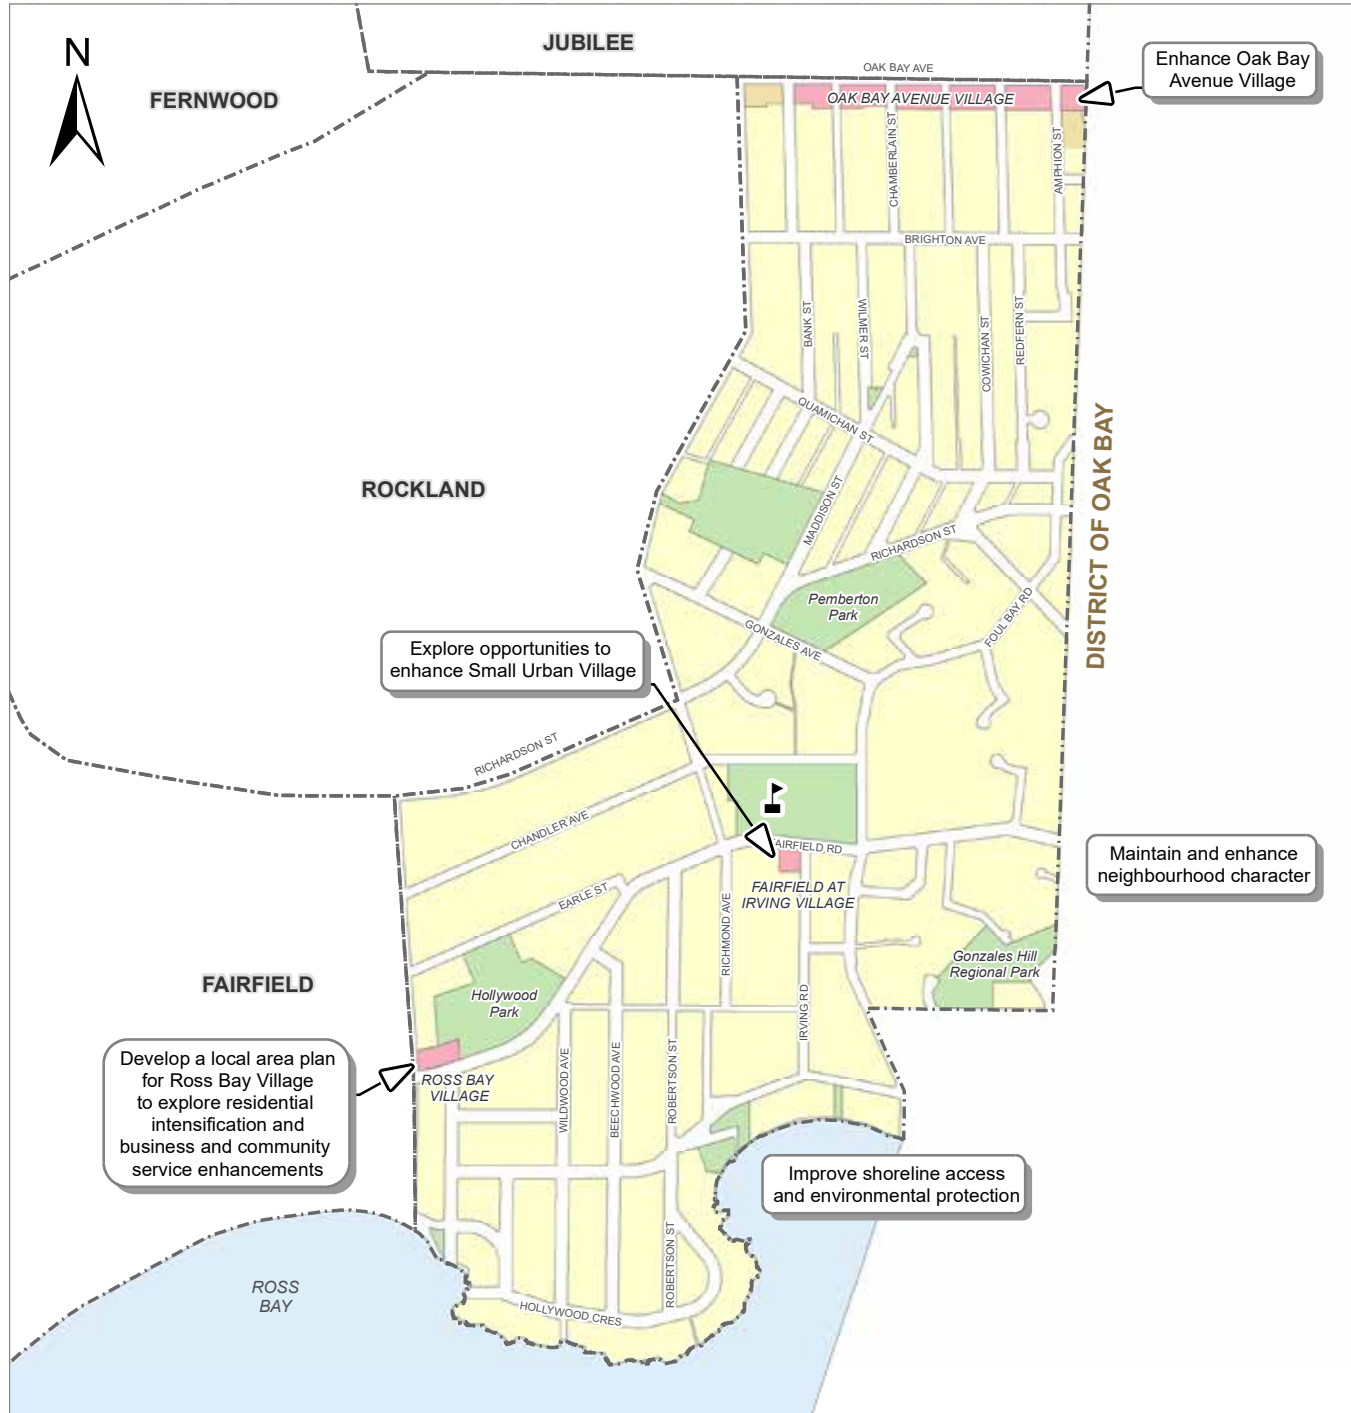 N
JUBILEE
FERNWOOD
OAK BAY AVE
Enhance Oak Bay
Avenue Village
OAK BAY AVENUE VILLAGE
CHAMBERLAIN ST
AMPHION ST
BRIGHTON AVE
BANK ST
WILMER ST
COWICHAN ST
REDFERN ST
QUAMICHAN ST
DISTRICT OF OAK BAY
ROCKLAND
MADDISON ST
RICHARDSON ST
Pemberton
Park
FOUL BAY RD
GONZALES AVE
Explore opportunities to
enhance Small Urban Village
RICHARDSON ST
CHANDLER AVE
FAIRFIELD RD
Maintain and enhance
neighbourhood character
FAIRFIELD AT
IRVING VILLAGE
EARLE ST
RICHMOND AVE
Gonzales Hill
Regional Park
FAIRFIELD
Hollywood
Park
IRVING RD
Develop a local area plan
for Ross Bay Village
to explore residential
intensification and
business and community
service enhancements
ROSS BAY
VILLAGE
WILDWOOD AVE
BEECHWOOD AVE
ROBERTSON ST
Improve shoreline access
and environmental protection
ROBERTSON ST
ROSS
BAY
HOLLYWOOD CRES